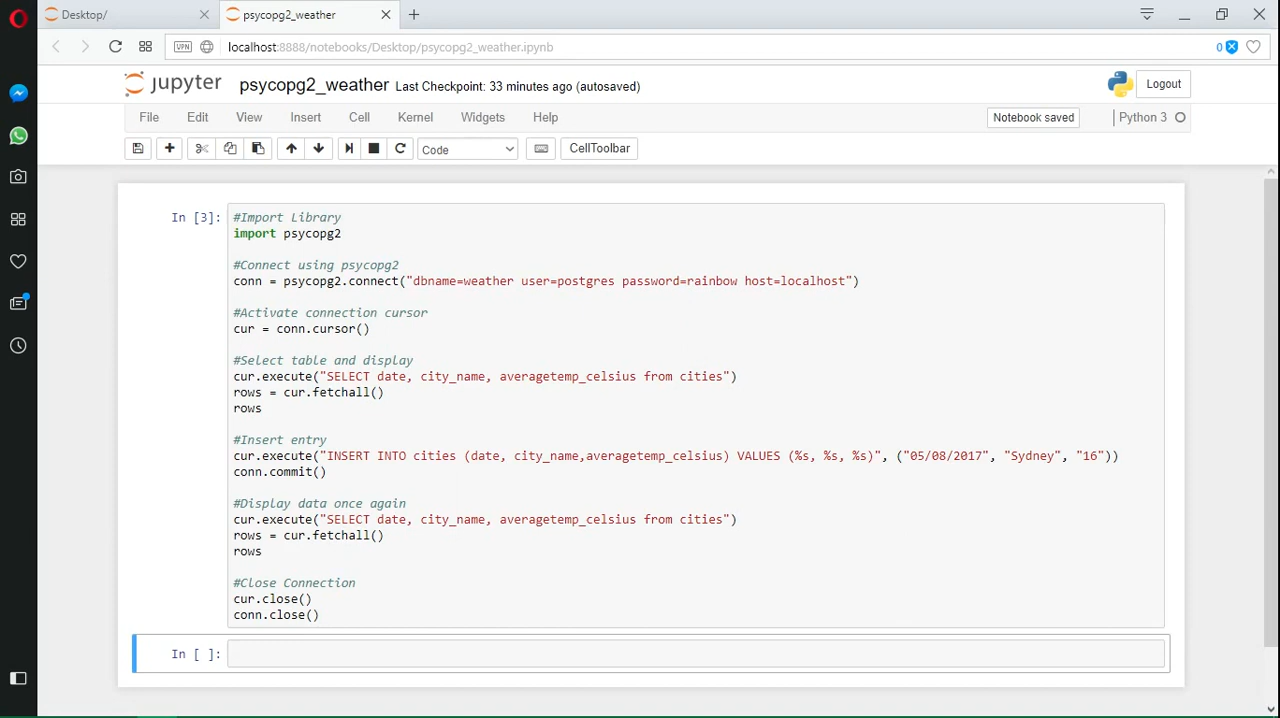 Desktop/
psycopg2_weather
VPN
localhost:8888/notebooks/Desktop/psycopg2_weather.ipynb
0
jupyter psycopg2_weather Last Checkpoint: 33 minutes ago (autosaved)
Logout
File Edit View Insert Cell Kernel Widgets Help
Notebook saved
Python 3
Code
CellToolbar
In [3]:
#Import Library
import psycopg2
#Connect using psycopg2
conn = psycopg2.connect("dbname=weather user=postgres password=rainbow host=localhost")
#Activate connection cursor
cur = conn.cursor()
#Select table and display
cur.execute("SELECT date, city_name, averagetemp_celsius from cities")
rows = cur.fetchall()
rows
#Insert entry
cur.execute("INSERT INTO cities (date, city_name,averagetemp_celsius) VALUES (%s, %s, %s)", ("05/08/2017", "Sydney", "16"))
conn.commit()
#Display data once again
cur.execute("SELECT date, city_name, averagetemp_celsius from cities")
rows = cur.fetchall()
rows
#Close Connection
cur.close()
conn.close()
In [ ]: